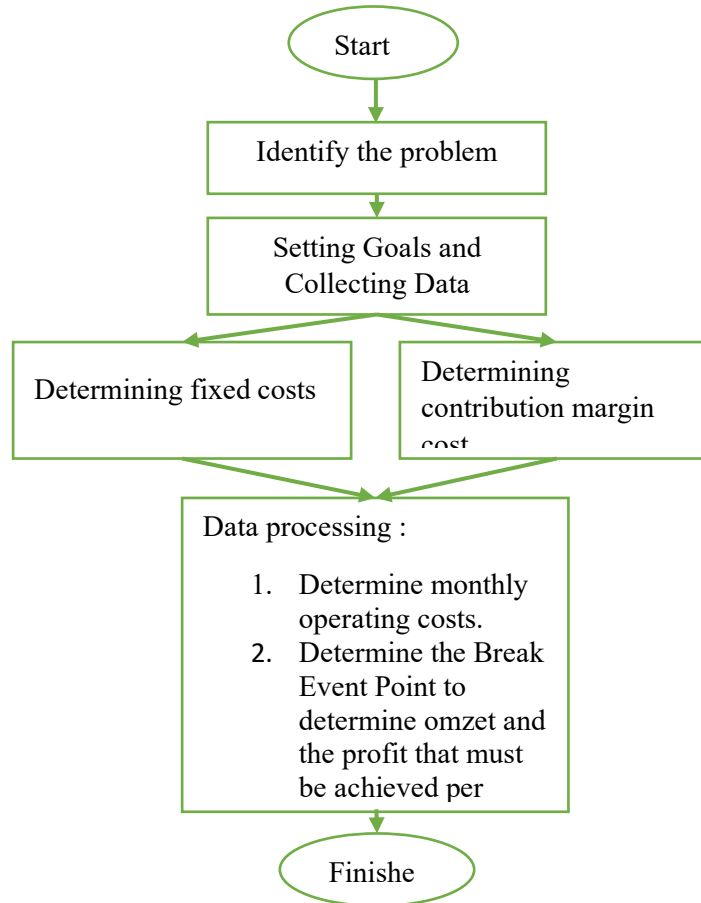 Start
Identify the problem
Setting Goals and
Collecting Data
Determining fixed costs
Determining
contribution margin
cost
Data processing :
1. Determine monthly
operating costs.
2. Determine the Break
Event Point to
determine omzet and
the profit that must
be achieved per
Finishe